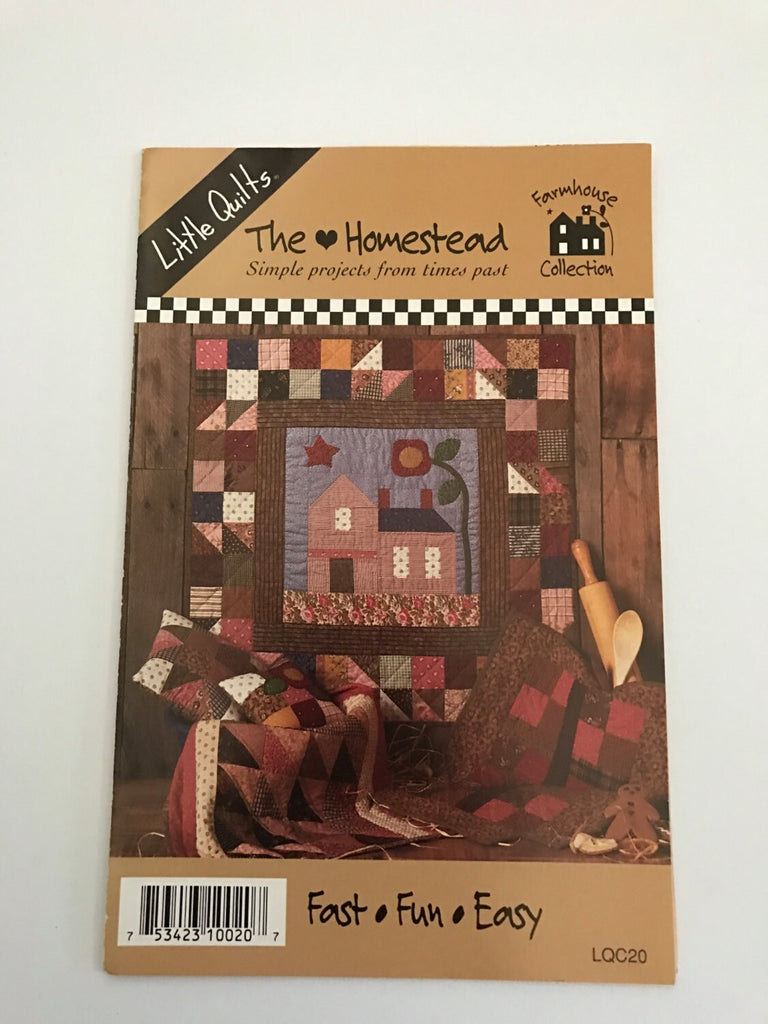 Little Quilts®
The ♥ Homestead
Simple projects from times past
Farmhouse
Collection
Fast • Fun • Easy
7 53423 10020 7
LQC20